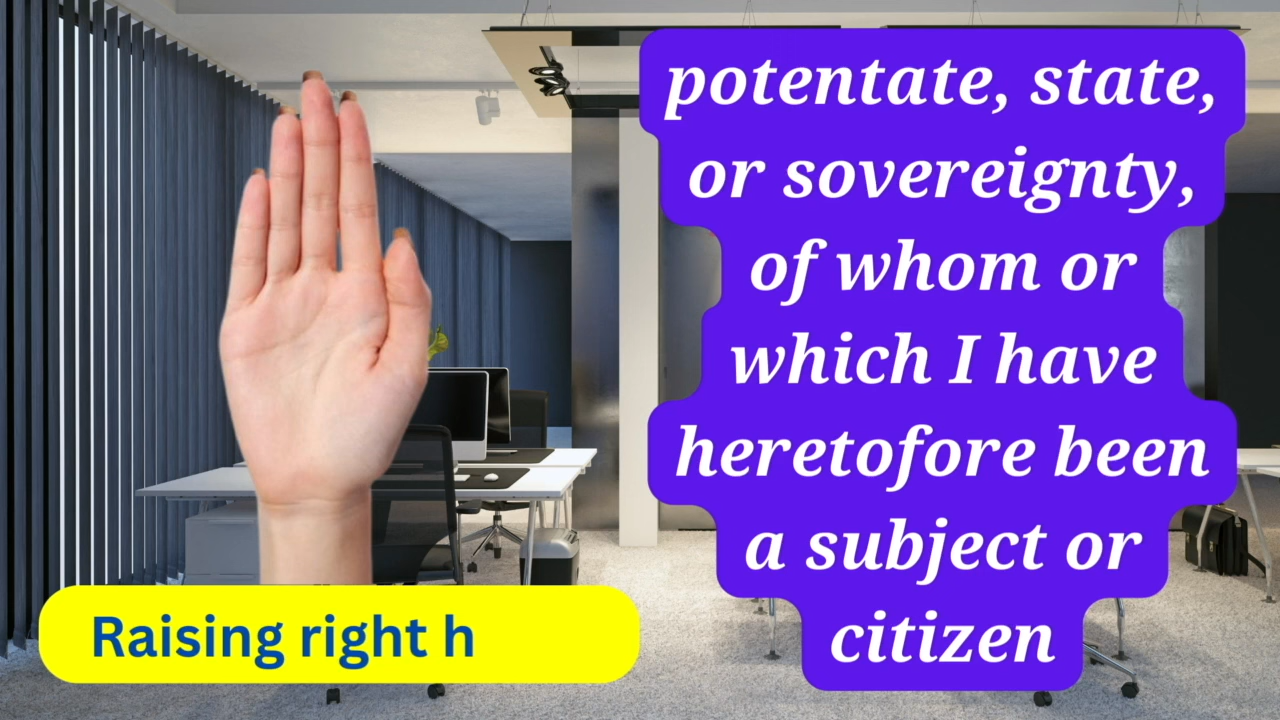 potentate, state,
or sovereignty,
of whom or
which I have
heretofore been
a subject or
citizen
Raising right h